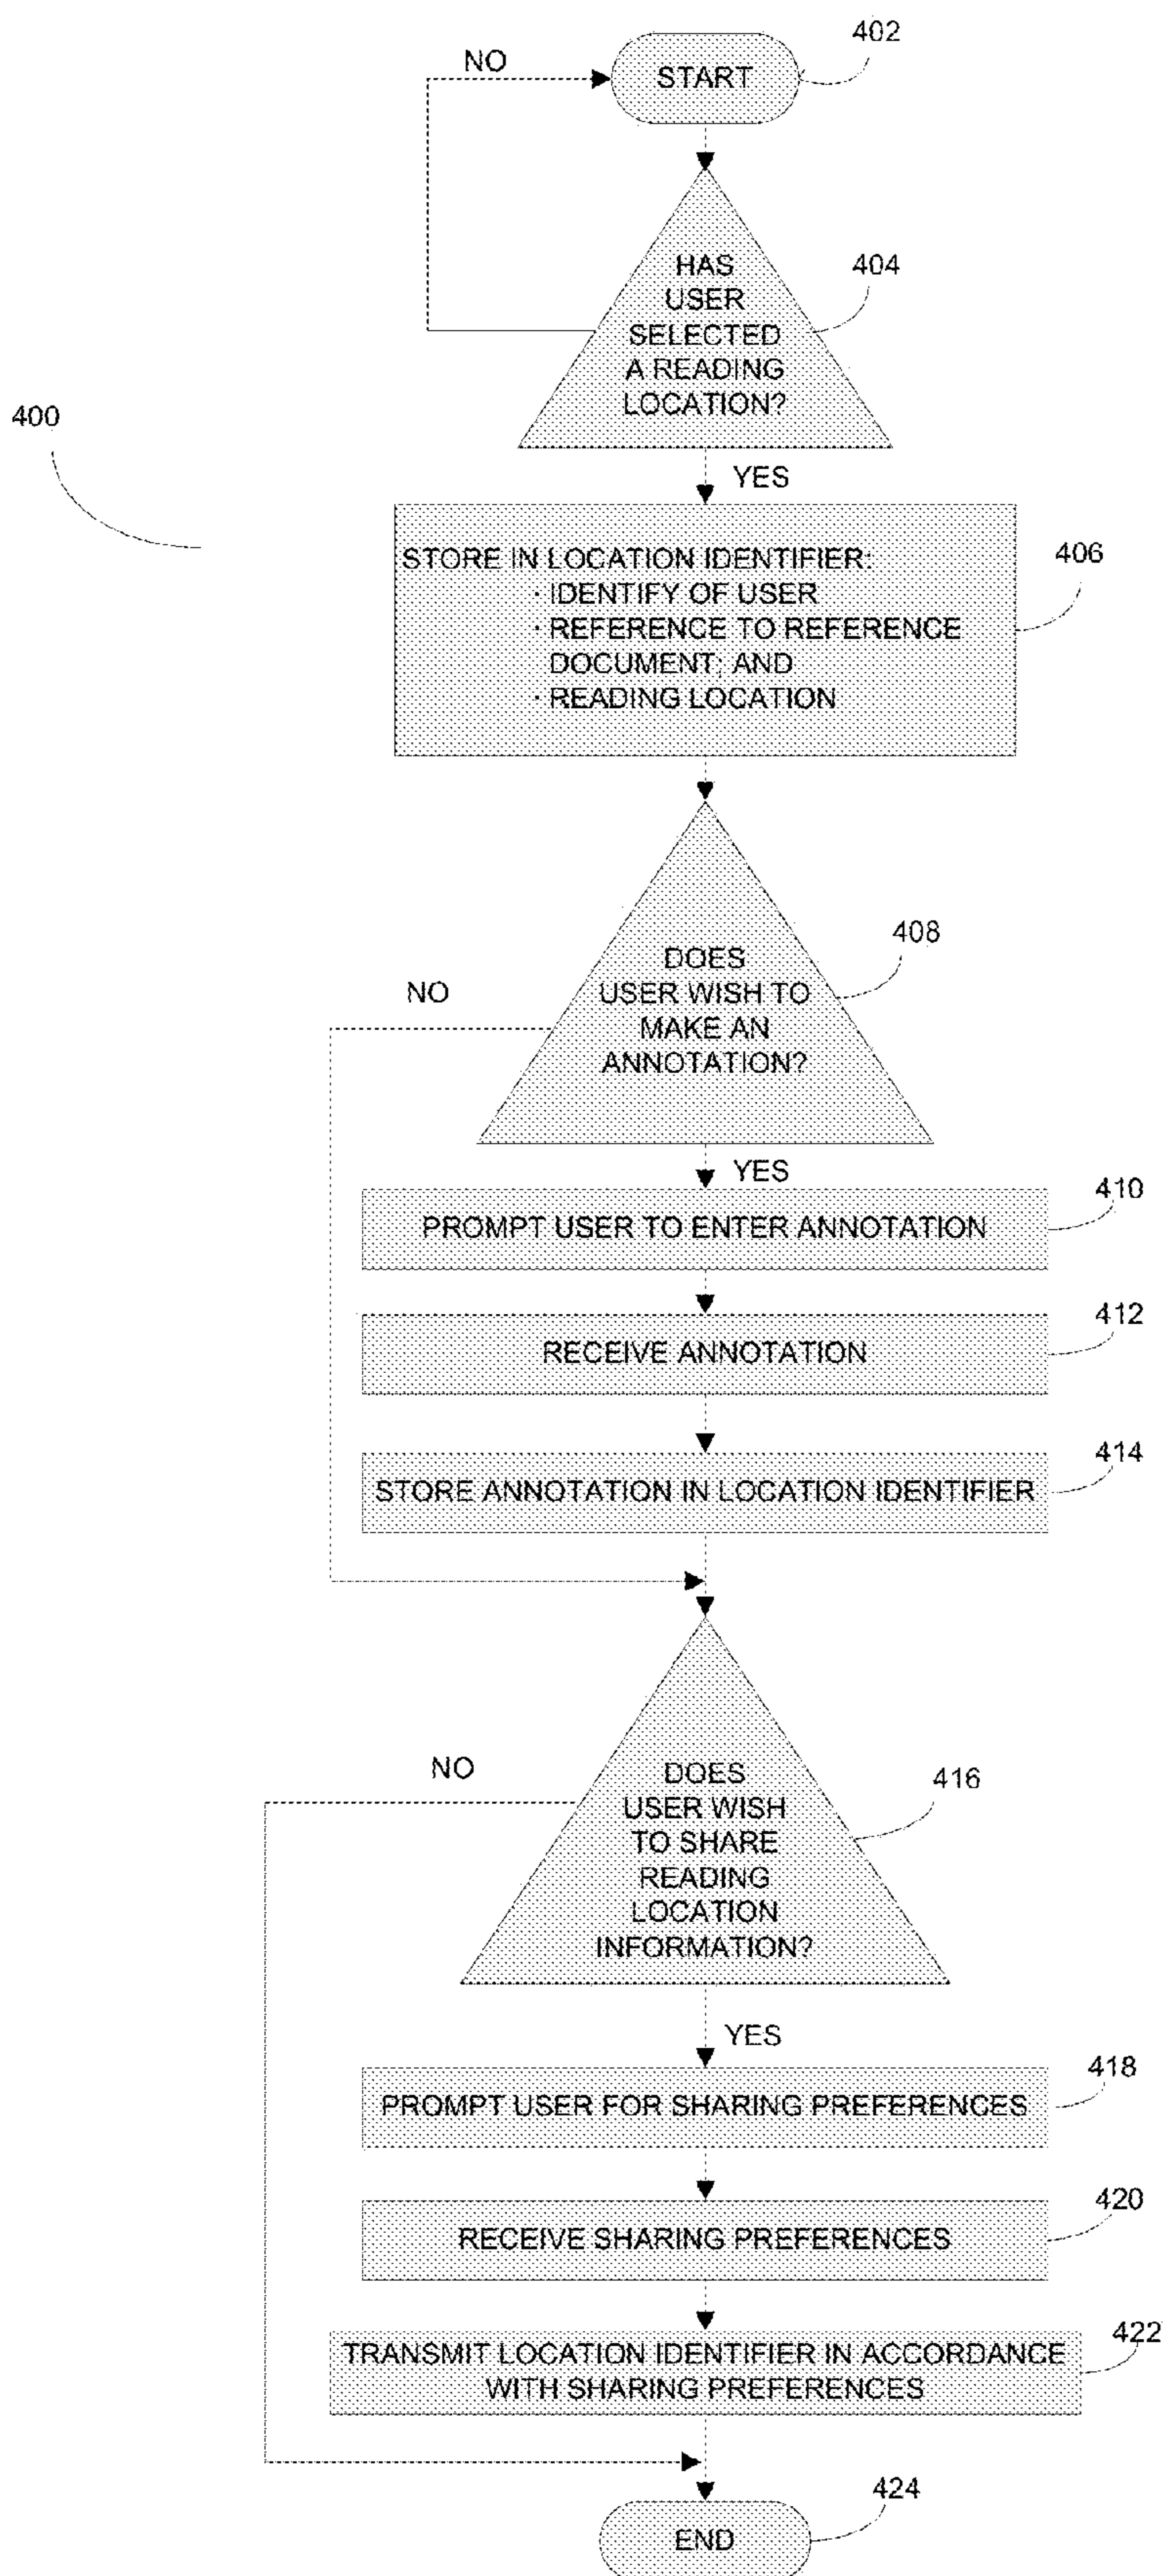 402
NO
START
HAS
USER
SELECTED
A READING
LOCATION?
404
400
YES
STORE IN LOCATION IDENTIFIER:
· IDENTIFY OF USER
· REFERENCE TO REFERENCE
DOCUMENT; AND
· READING LOCATION
406
408
NO
DOES
USER WISH TO
MAKE AN
ANNOTATION?
YES
410
PROMPT USER TO ENTER ANNOTATION
412
RECEIVE ANNOTATION
414
STORE ANNOTATION IN LOCATION IDENTIFIER
NO
416
DOES
USER WISH
TO SHARE
READING
LOCATION
INFORMATION?
YES
418
PROMPT USER FOR SHARING PREFERENCES
420
RECEIVE SHARING PREFERENCES
422
TRANSMIT LOCATION IDENTIFIER IN ACCORDANCE
WITH SHARING PREFERENCES
424
END